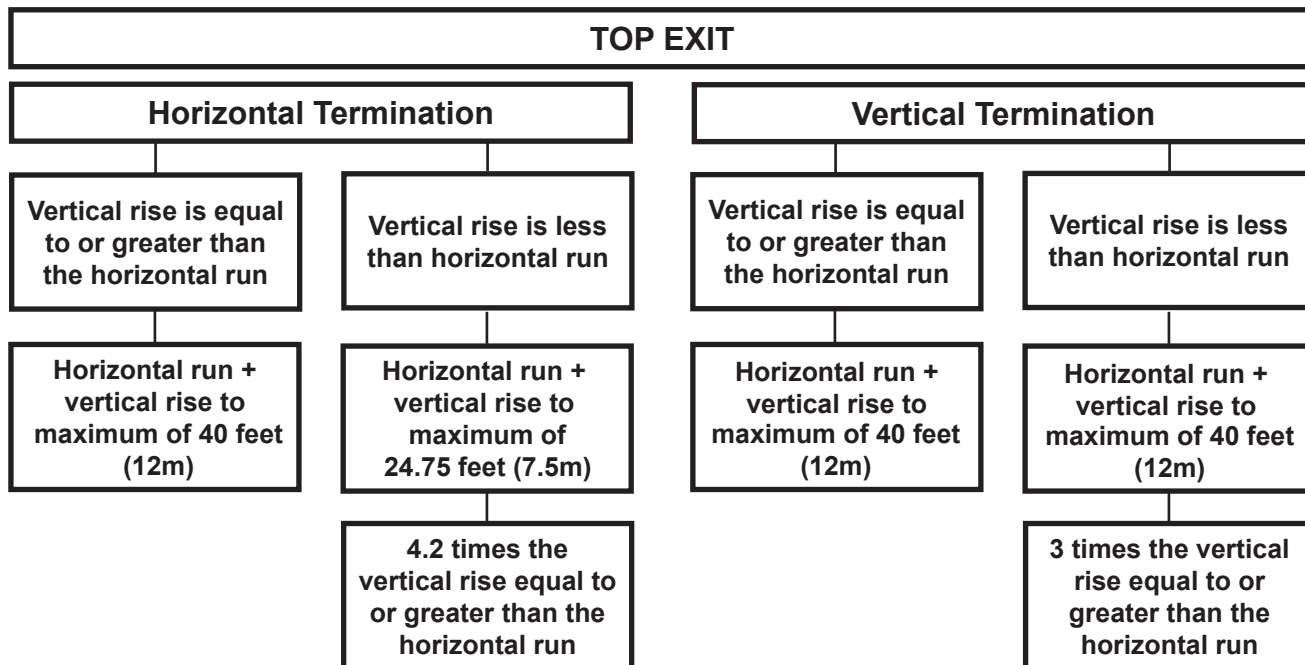 TOP EXIT
Horizontal Termination
Vertical Termination
Vertical rise is equal
to or greater than
the horizontal run
Vertical rise is less
than horizontal run
Vertical rise is equal
to or greater than
the horizontal run
Vertical rise is less
than horizontal run
Horizontal run +
vertical rise to
maximum of 40 feet
(12m)
Horizontal run +
vertical rise to
maximum of
24.75 feet (7.5m)
Horizontal run +
vertical rise to
maximum of 40 feet
(12m)
Horizontal run +
vertical rise to
maximum of 40 feet
(12m)
4.2 times the
vertical rise equal to
or greater than the
horizontal run
3 times the vertical
rise equal to or
greater than the
horizontal run